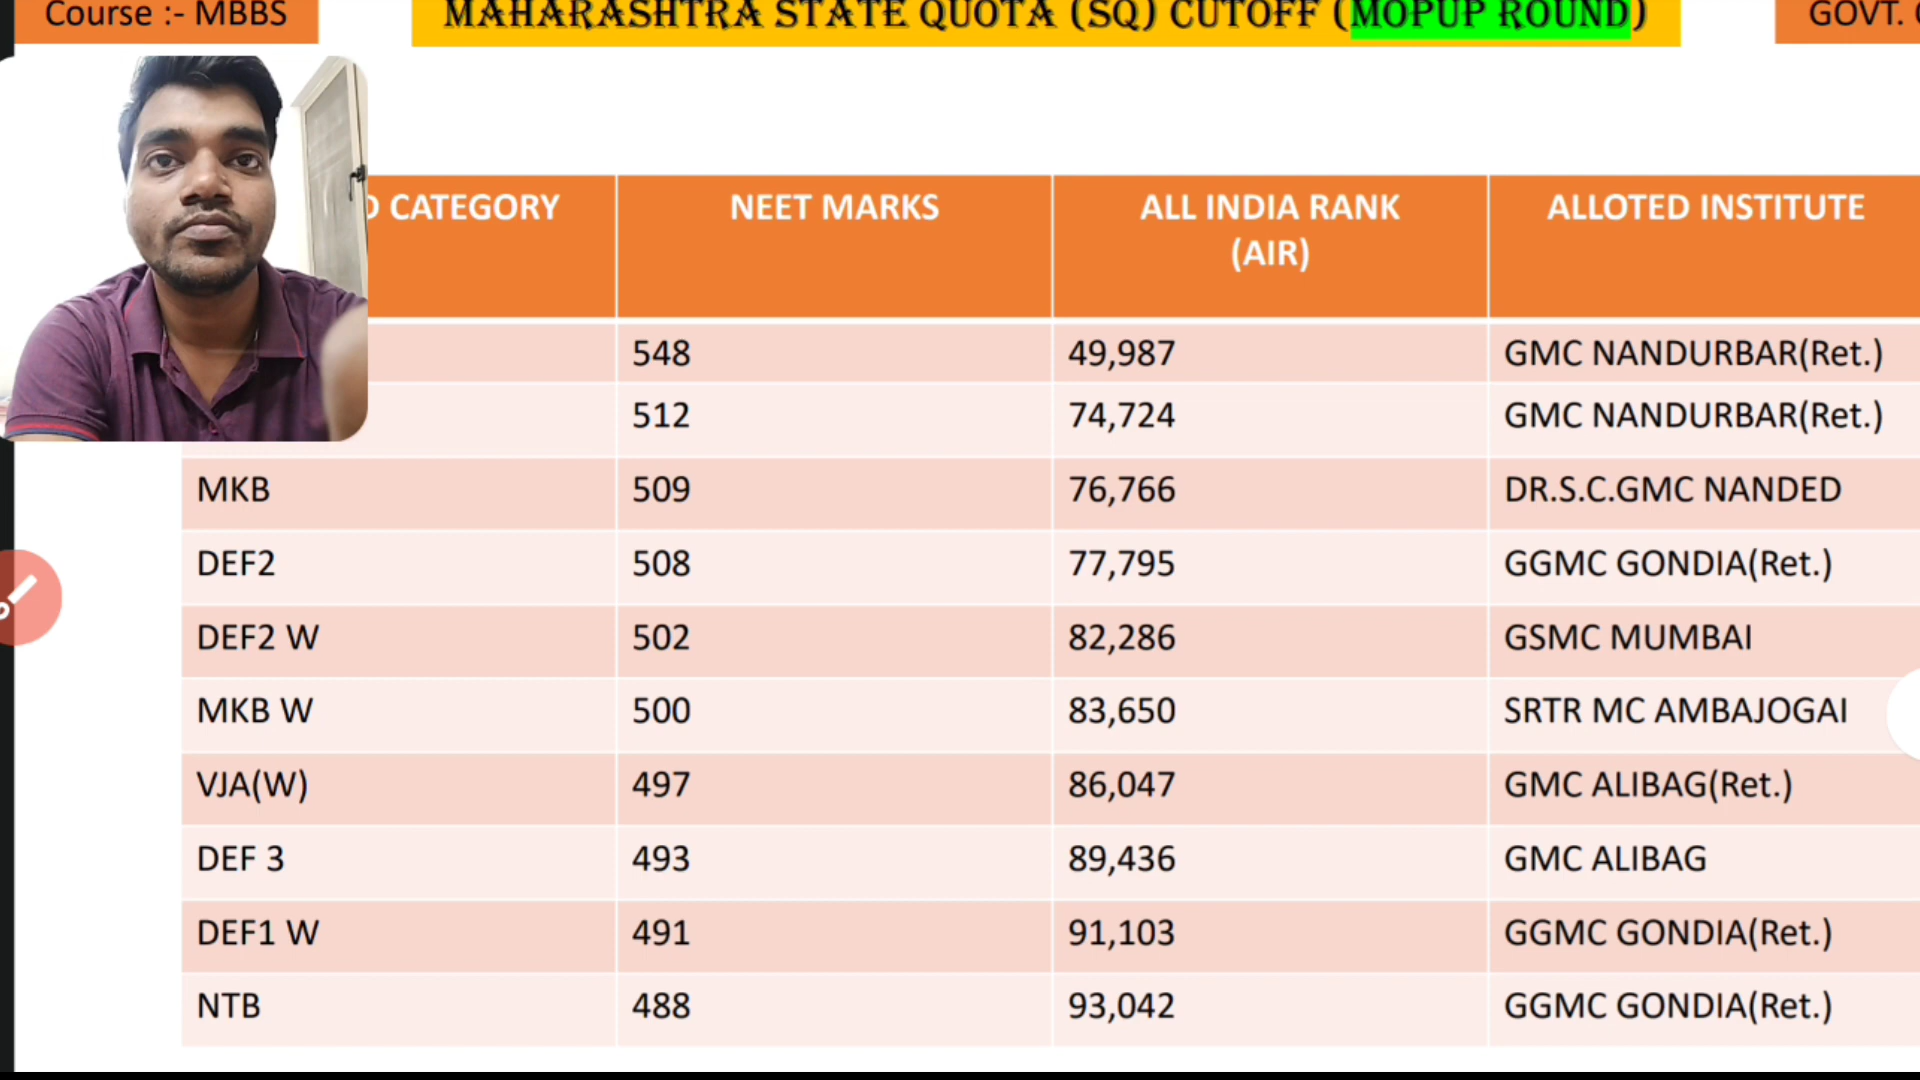 Course :- MBBS
MAHARASHTRA STATE QUOTA (SQ) CUTOFF (MOPUP ROUND)
GOVT.
CATEGORY NEET MARKS ALL INDIA RANK (AIR) ALLOTED INSTITUTE
548 49,987 GMC NANDURBAR(Ret.)
512 74,724 GMC NANDURBAR(Ret.)
MKB 509 76,766 DR.S.C.GMC NANDED
DEF2 508 77,795 GGMC GONDIA(Ret.)
DEF2 W 502 82,286 GSMC MUMBAI
MKB W 500 83,650 SRTR MC AMBAJOGAI
VJA(W) 497 86,047 GMC ALIBAG(Ret.)
DEF 3 493 89,436 GMC ALIBAG
DEF1 W 491 91,103 GGMC GONDIA(Ret.)
NTB 488 93,042 GGMC GONDIA(Ret.)